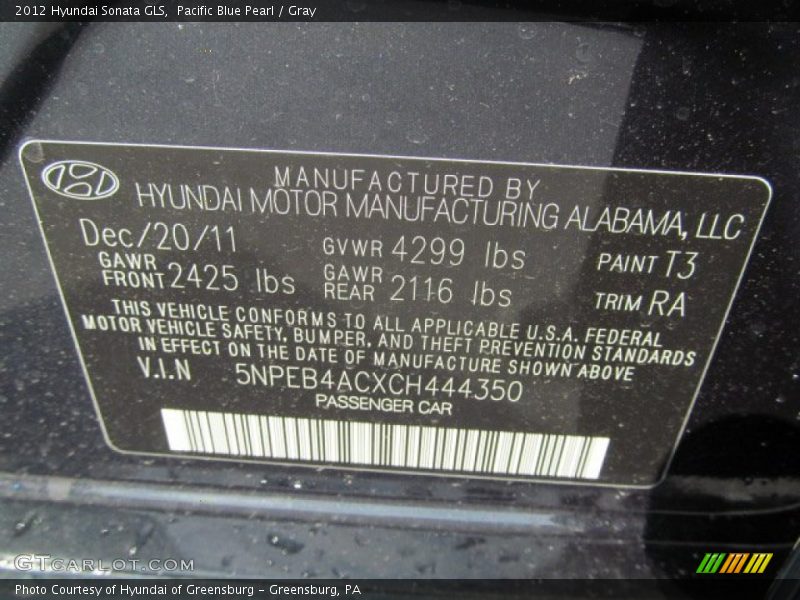 2012 Hyundai Sonata GLS, Pacific Blue Pearl / Gray
MANUFACTURED BY
HYUNDAI MOTOR MANUFACTURING ALABAMA, LLC
Dec/20/11 GVWR 4299 lbs PAINT T3
GAWR FRONT 2425 lbs GAWR REAR 2116 lbs TRIM RA
THIS VEHICLE CONFORMS TO ALL APPLICABLE U.S.A. FEDERAL
MOTOR VEHICLE SAFETY, BUMPER, AND THEFT PREVENTION STANDARDS
IN EFFECT ON THE DATE OF MANUFACTURE SHOWN ABOVE
V.I.N 5NPEB4ACXCH444350
PASSENGER CAR
GTCARLOT.COM
Photo Courtesy of Hyundai of Greensburg - Greensburg, PA